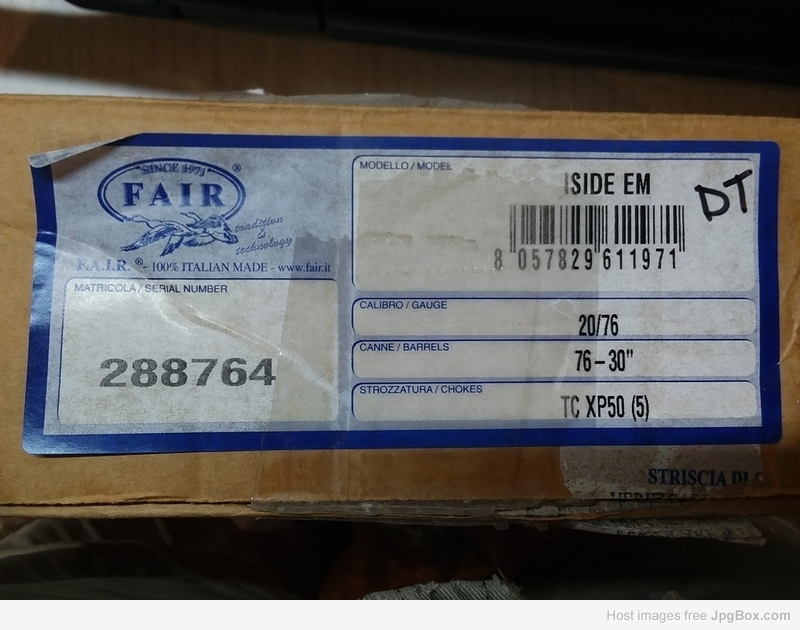 SINCE 1971
FAIR®
tradition
&
technology
F.A.I.R.® - 100% ITALIAN MADE - www.fair.it
MATRICOLA / SERIAL NUMBER
288764
MODELLO / MODEL
ISIDE EM
DT
8 057829 611971
CALIBRO / GAUGE
20/76
CANNE / BARRELS
76-30"
STROZZATURA / CHOKES
TC XP50 (5)
STRISCIA DI
Host images free JpgBox.com